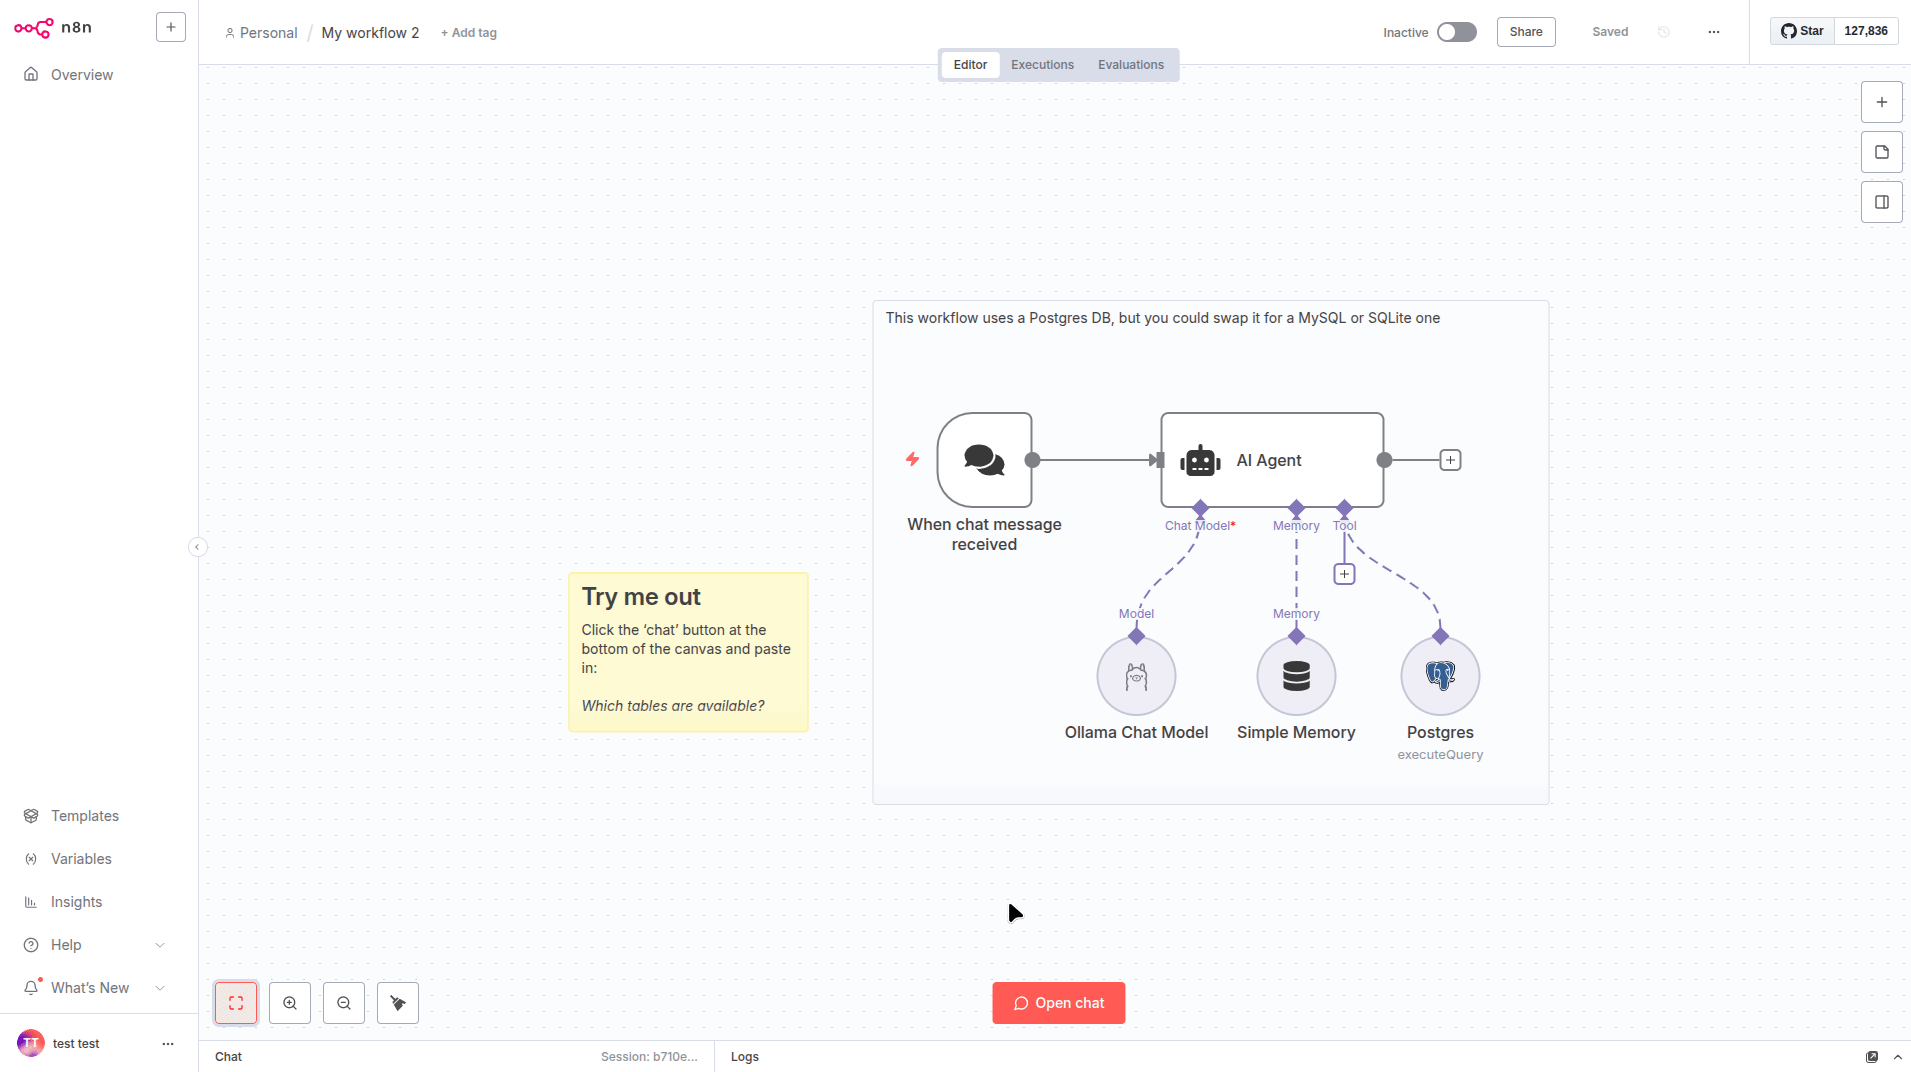 n8n
Personal / My workflow 2 + Add tag
Inactive
Share
Saved
Star 127,836
Editor Executions Evaluations
Overview
This workflow uses a Postgres DB, but you could swap it for a MySQL or SQLite one
AI Agent
When chat message
received
Chat Model*
Memory
Tool
Try me out
Click the ‘chat’ button at the
bottom of the canvas and paste
in:
Which tables are available?
Model
Memory
Ollama Chat Model
Simple Memory
Postgres
executeQuery
Templates
Variables
Insights
Help
What’s New
Open chat
TT test test
Chat
Session: b710e...
Logs